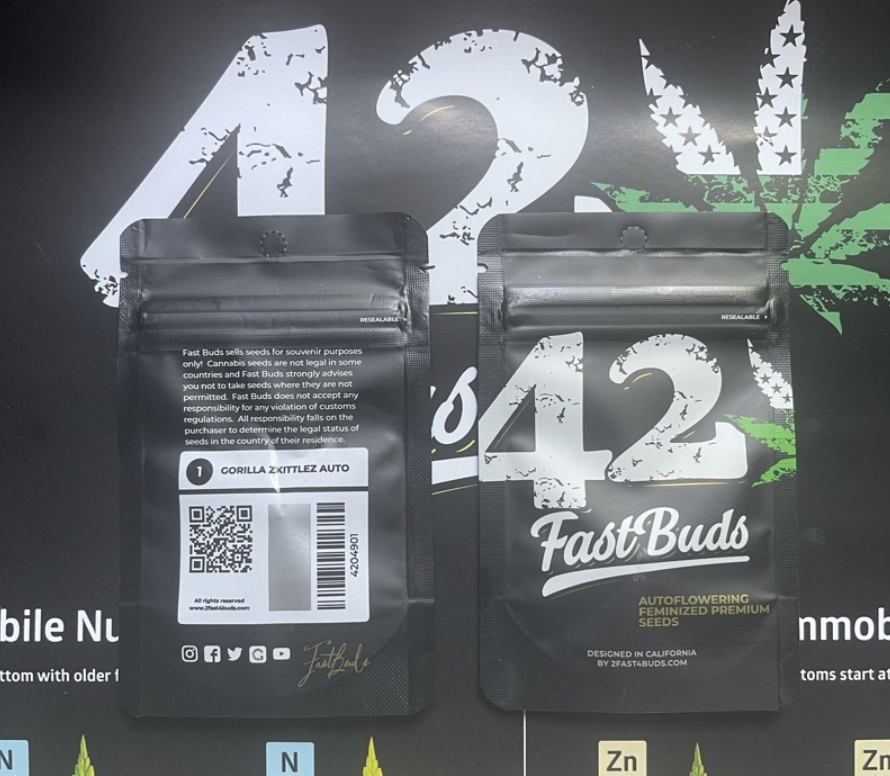 42
RESEALABLE
Fast Buds sells seeds for souvenir purposes
only! Cannabis seeds are not legal in some
countries and Fast Buds strongly advises
you not to take seeds where they are not
permitted. Fast Buds does not accept any
responsibility for any violation of customs
regulations. All responsibility falls on the
purchaser to determine the legal status of
seeds in the country of their residence.
1 GORILLA ZKITTLEZ AUTO
4204901
All rights reserved
www.2fast4buds.com
FastBuds
RESEALABLE
42
FastBuds
AUTOFLOWERING
FEMINIZED PREMIUM
SEEDS
DESIGNED IN CALIFORNIA
BY 2FAST4BUDS.COM
bile Nu
ttom with older f
mmob
toms start at
N
N
Zn
Zn